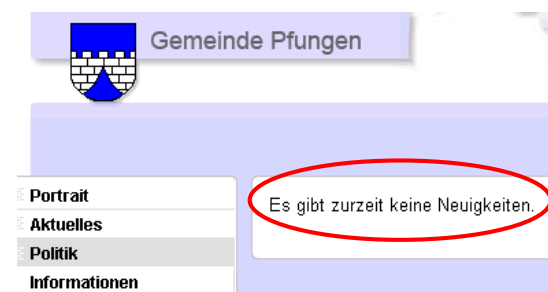 Gemeinde Pfungen
Portrait
Es gibt zurzeit keine Neuigkeiten.
Aktuelles
Politik
Informationen